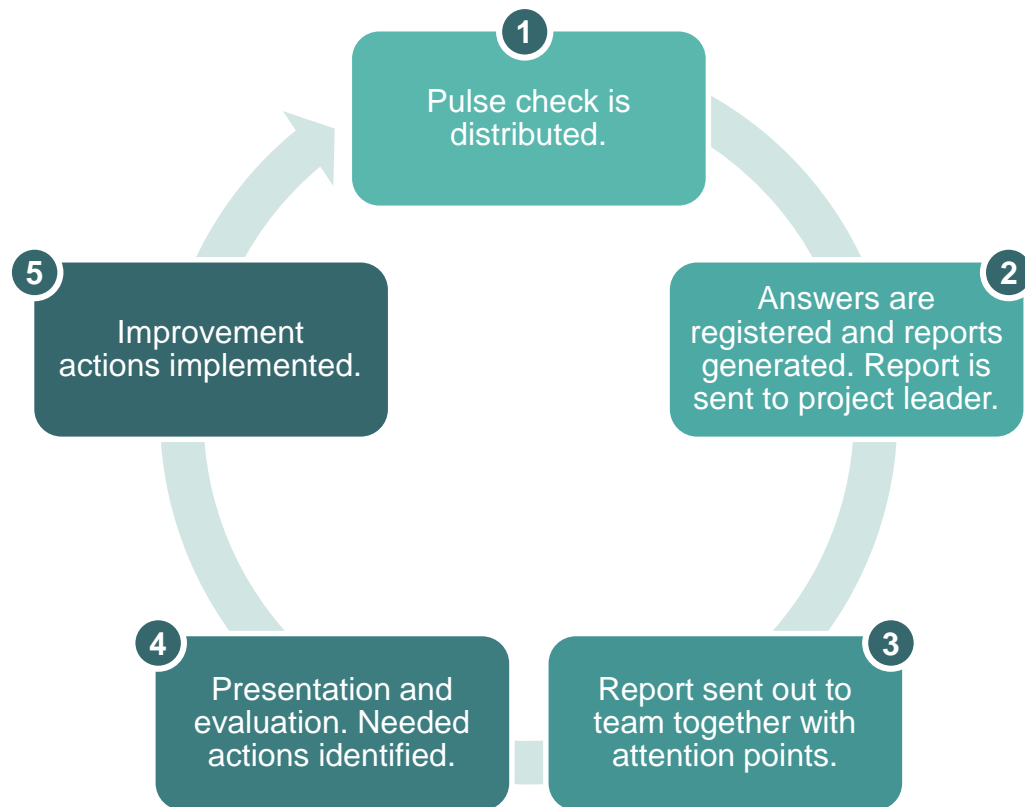 1
Pulse check is
distributed.
2
Answers are
registered and reports
generated. Report is
sent to project leader.
3
Report sent out to
team together with
attention points.
4
Presentation and
evaluation. Needed
actions identified.
5
Improvement
actions implemented.